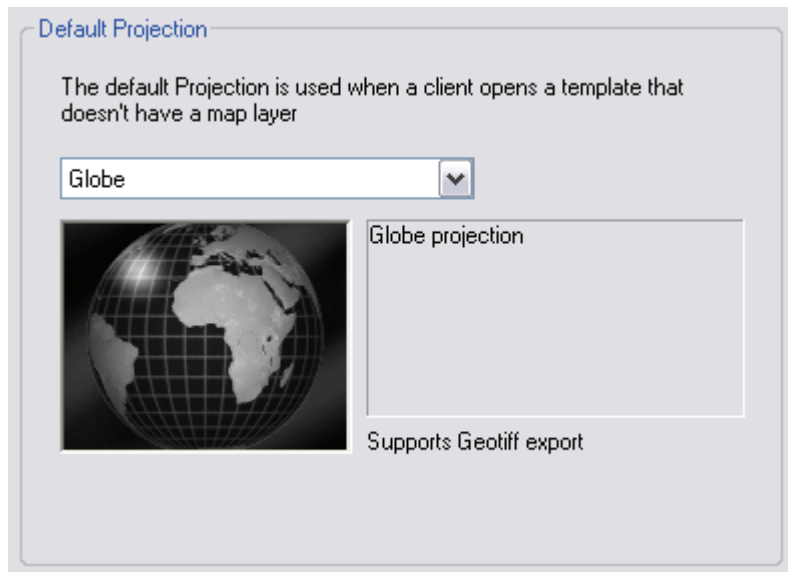 Default Projection
The default Projection is used when a client opens a template that
doesn't have a map layer
Globe
Globe projection
Supports Geotiff export